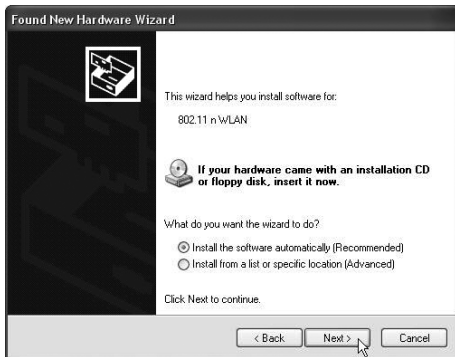 Found New Hardware Wizard
This wizard helps you install software for:
802.11 n WLAN
If your hardware came with an installation CD
or floppy disk, insert it now.
What do you want the wizard to do?
Install the software automatically (Recommended)
Install from a list or specific location (Advanced)
Click Next to continue.
< Back Next > Cancel